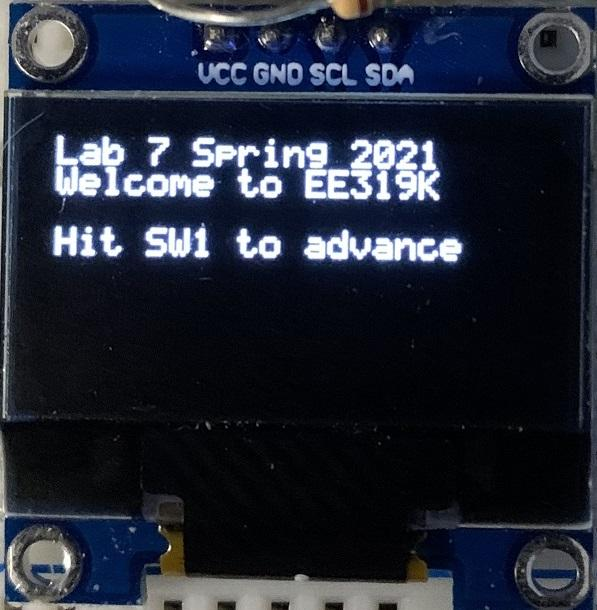 VCC GND SCL SDA
Lab 7 Spring 2021
Welcome to EE319K
Hit SW1 to advance